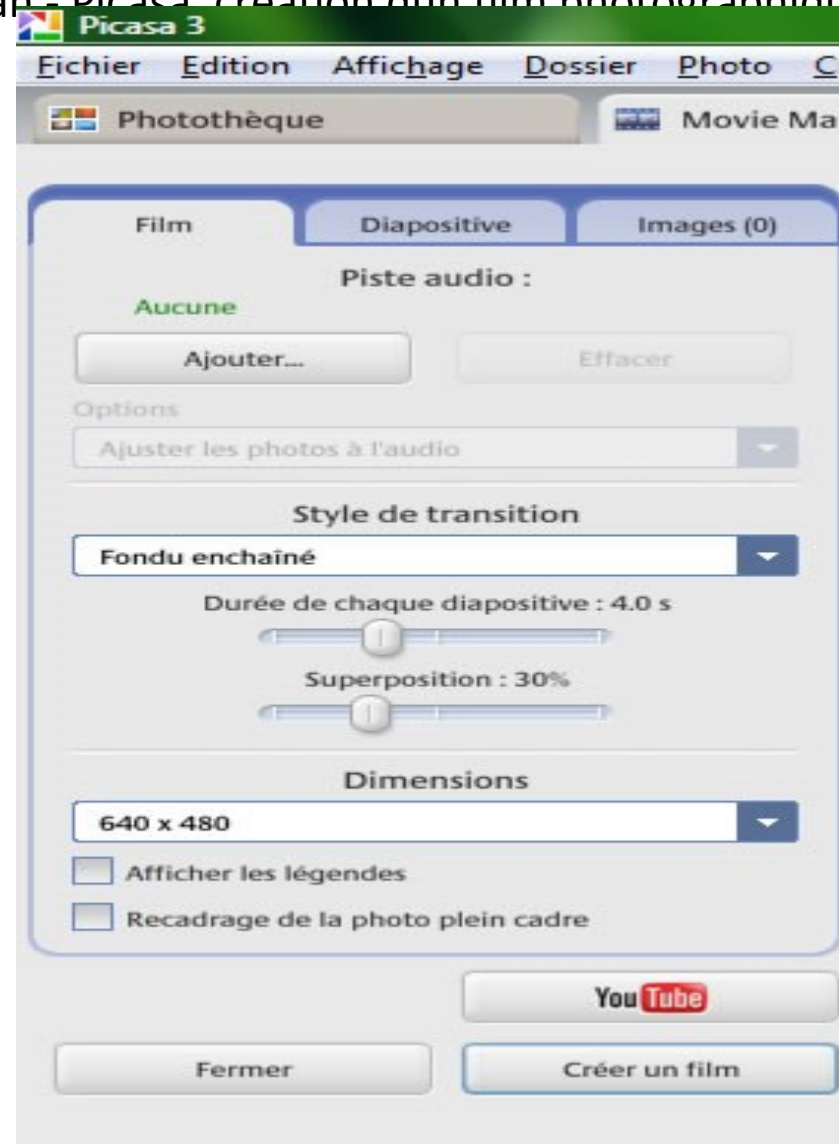 Picasa 3
Fichier Edition Affichage Dossier Photo C
Photothèque Movie Ma
Film Diapositive Images (0)
Piste audio :
Aucune
Ajouter... Effacer
Options
Ajuster les photos à l'audio
Style de transition
Fondu enchaîné
Durée de chaque diapositive : 4.0 s
Superposition : 30%
Dimensions
640 x 480
Afficher les légendes
Recadrage de la photo plein cadre
YouTube
Fermer Créer un film